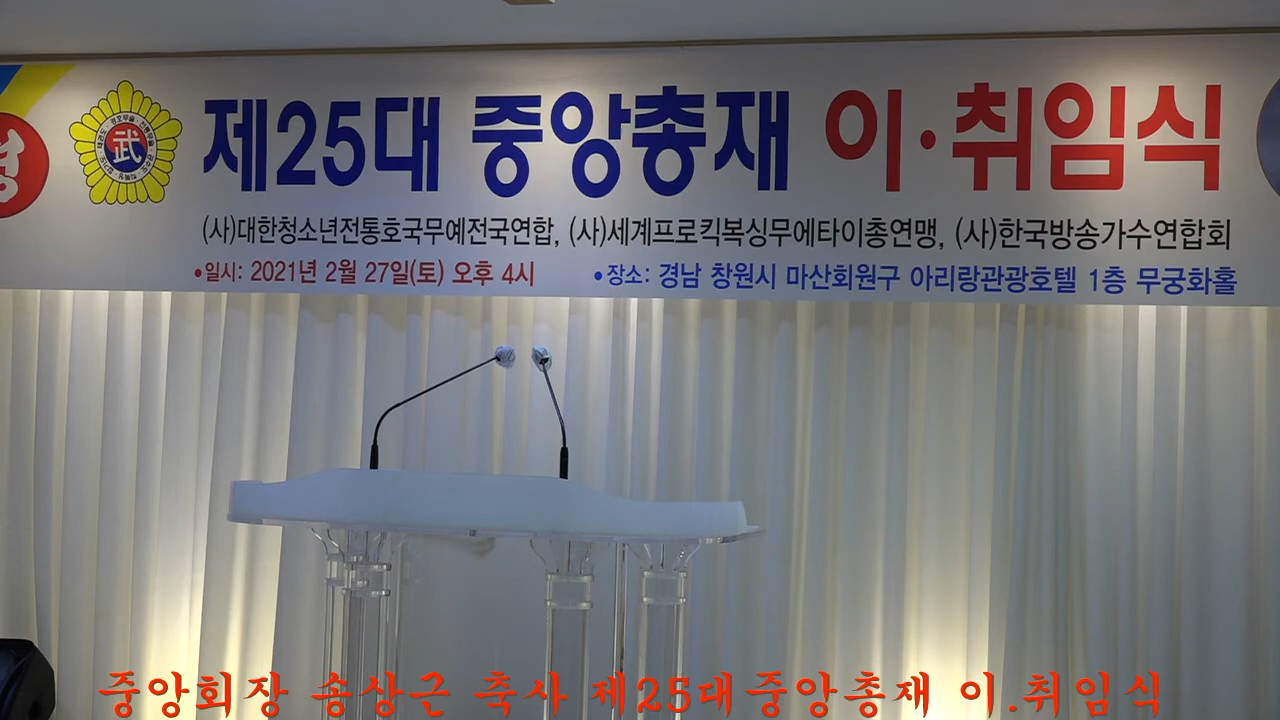 경
武
제25대 중앙총재 이·취임식
(사)대한청소년전통호국무예전국연합, (사)세계프로킥복싱무에타이총연맹, (사)한국방송가수연합회
•일시: 2021년 2월 27일(토) 오후 4시 •장소: 경남 창원시 마산회원구 아리랑관광호텔 1층 무궁화홀
중앙회장 송상근 축사 제25대 중앙총재 이.취임식